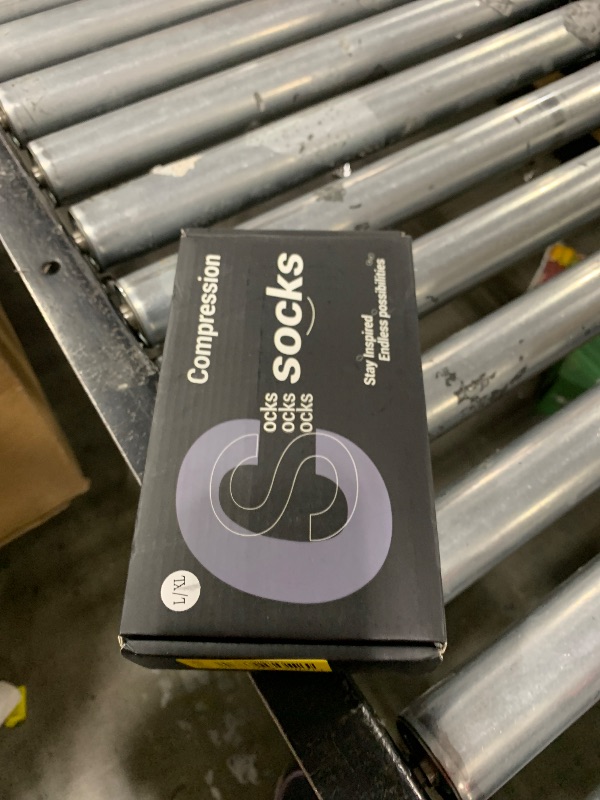 Compression
socks
ocks
ocks
ocks
Stay Inspired
Endless possibilities
L/XL